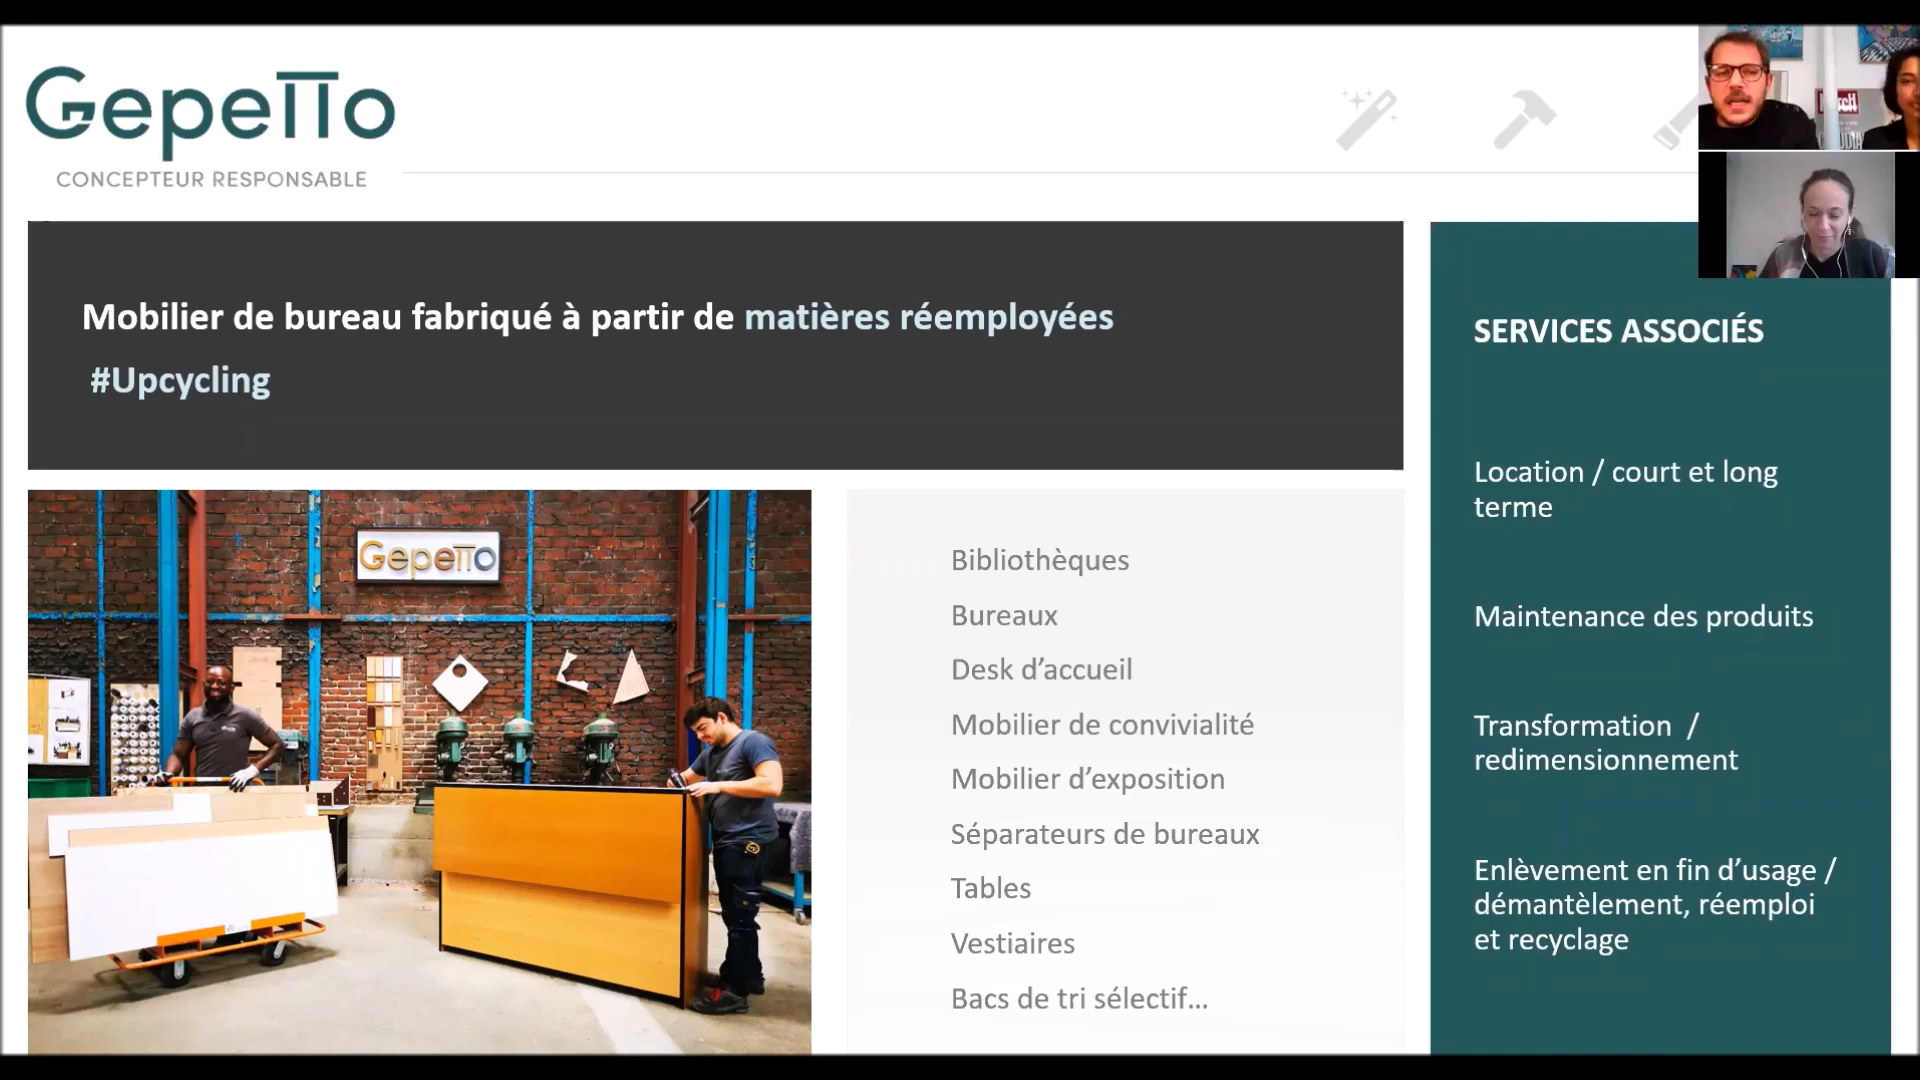 Gepetto
CONCEPTEUR RESPONSABLE
Mobilier de bureau fabriqué à partir de matières réemployées
#Upcycling
SERVICES ASSOCIÉS
Location / court et long
terme
Maintenance des produits
Transformation /
redimensionnement
Enlèvement en fin d’usage /
démantèlement, réemploi
et recyclage
Gepetto
Bibliothèques
Bureaux
Desk d’accueil
Mobilier de convivialité
Mobilier d’exposition
Séparateurs de bureaux
Tables
Vestiaires
Bacs de tri sélectif...